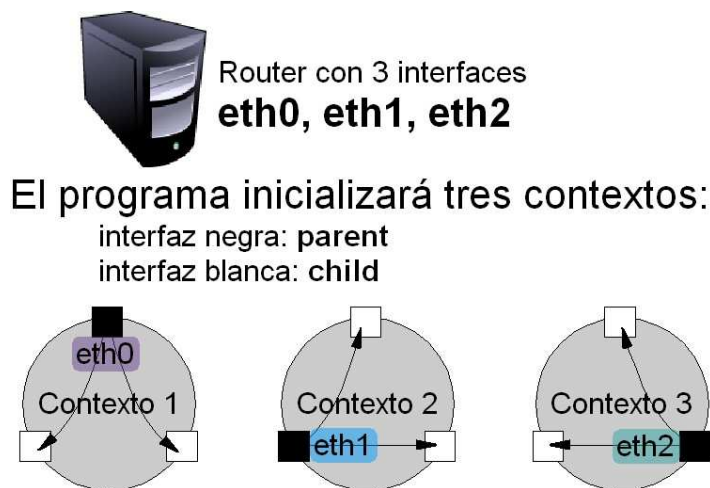 Router con 3 interfaces
eth0, eth1, eth2
El programa inicializará tres contextos:
interfaz negra: parent
interfaz blanca: child
eth0
Contexto 1
Contexto 2
eth1
Contexto 3
eth2